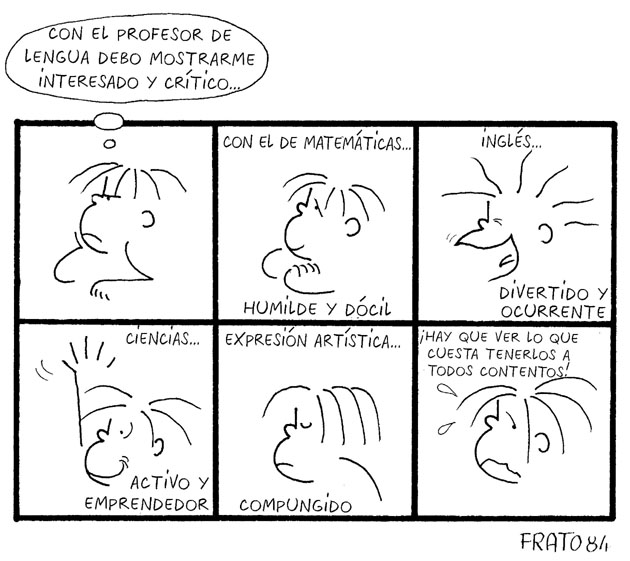 CON EL PROFESOR DE
LENGUA DEBO MOSTRARME
INTERESADO Y CRÍTICO...
CON EL DE MATEMÁTICAS...
HUMILDE Y DÓCIL
INGLÉS...
DIVERTIDO Y
OCURRENTE
CIENCIAS...
ACTIVO Y
EMPRENDEDOR
EXPRESIÓN ARTÍSTICA...
COMPUNGIDO
¡HAY QUE VER LO QUE
CUESTA TENERLOS A
TODOS CONTENTOS!
FRATO 84